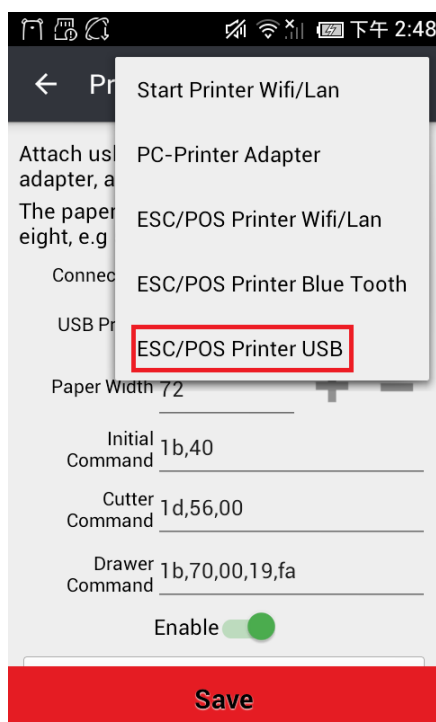 下午 2:48
Pr
Start Printer Wifi/Lan
PC-Printer Adapter
ESC/POS Printer Wifi/Lan
ESC/POS Printer Blue Tooth
ESC/POS Printer USB
Attach
adapter, a
The paper
eight, e.g
Connec
USB Pr
Paper Width 72
Initial
Command 1b,40
Cutter
Command 1d,56,00
Drawer
Command 1b,70,00,19,fa
Enable
Save